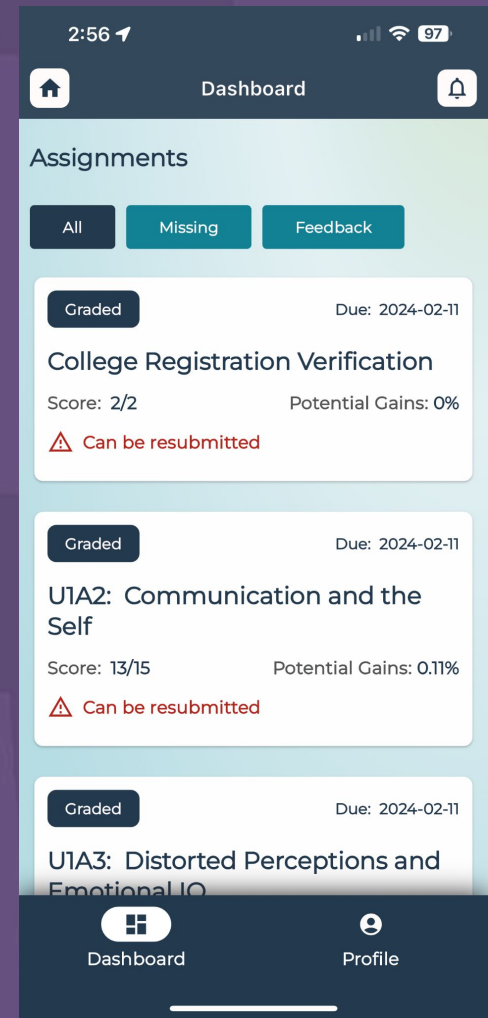 2:56
97
Dashboard
Assignments
All Missing Feedback
Graded Due: 2024-02-11
College Registration Verification
Score: 2/2 Potential Gains: 0%
Can be resubmitted
Graded Due: 2024-02-11
U1A2: Communication and the
Self
Score: 13/15 Potential Gains: 0.11%
Can be resubmitted
Graded Due: 2024-02-11
U1A3: Distorted Perceptions and
Emotional IQ
Dashboard Profile